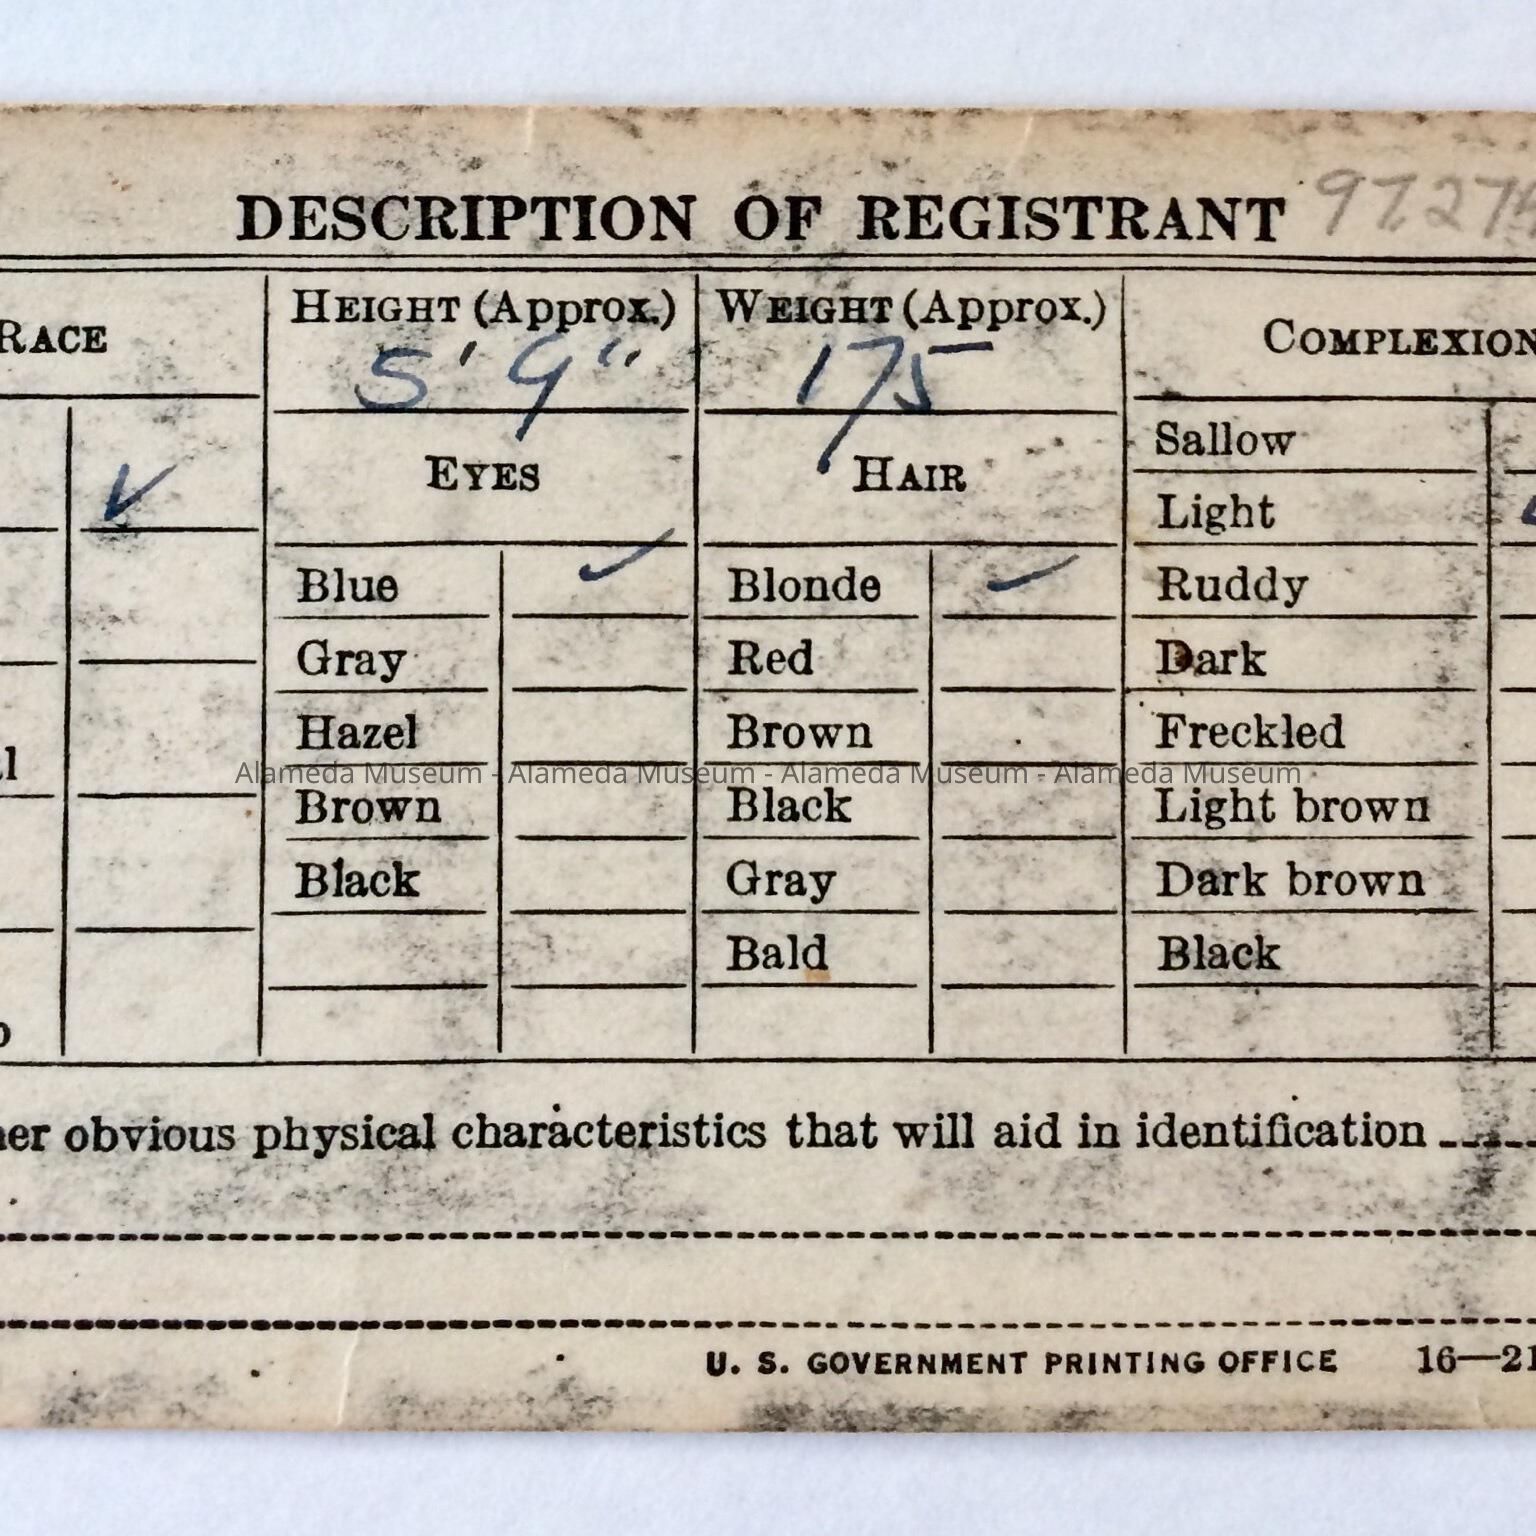 DESCRIPTION OF REGISTRANT
RACE
HEIGHT (Approx.)
WEIGHT (Approx.)
COMPLEXION
5' 9"
175
EYES
HAIR
Sallow
Light
Blue ✓
Blonde ✓
Ruddy
Gray
Red
Dark
Hazel
Brown
Freckled
Alameda Museum - Alameda Museum - Alameda Museum - Alameda Museum
Brown
Black
Light brown
Black
Gray
Dark brown
Bald
Black
obvious physical characteristics that will aid in identification
U. S. GOVERNMENT PRINTING OFFICE 16—21